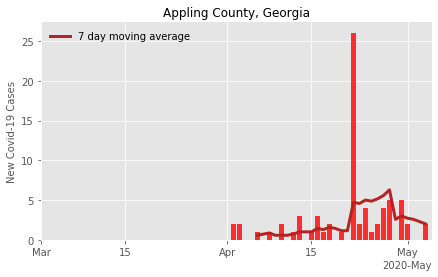 Appling County, Georgia
7 day moving average
New Covid-19 Cases
25
20
15
10
5
0
Mar
15
Apr
15
May
2020-May